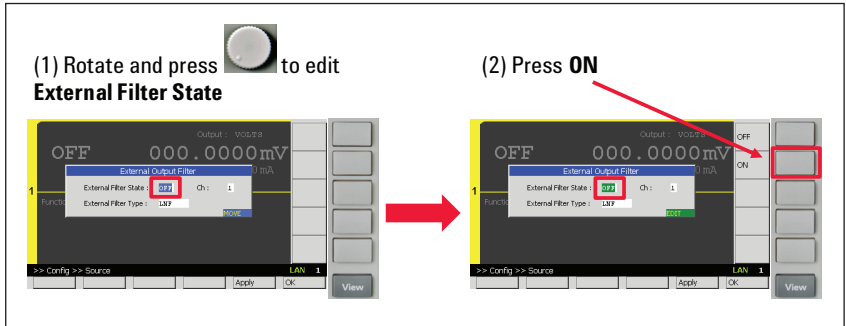 (1) Rotate and press to edit
External Filter State
(2) Press ON
Output : VOLTS
OFF 000.0000mV
0 mA
External Output Filter
External Filter State : OFF Ch : 1
1
Functio
External Filter Type : LNF
MOVE
>> Config >> Source LAN 1
Apply OK
View
Output : VOLTS OFF
OFF 000.0000mV
0 mA ON
External Output Filter
External Filter State : OFF Ch : 1
1
Functio
External Filter Type : LNF
EDIT
>> Config >> Source LAN 1
Apply OK
View